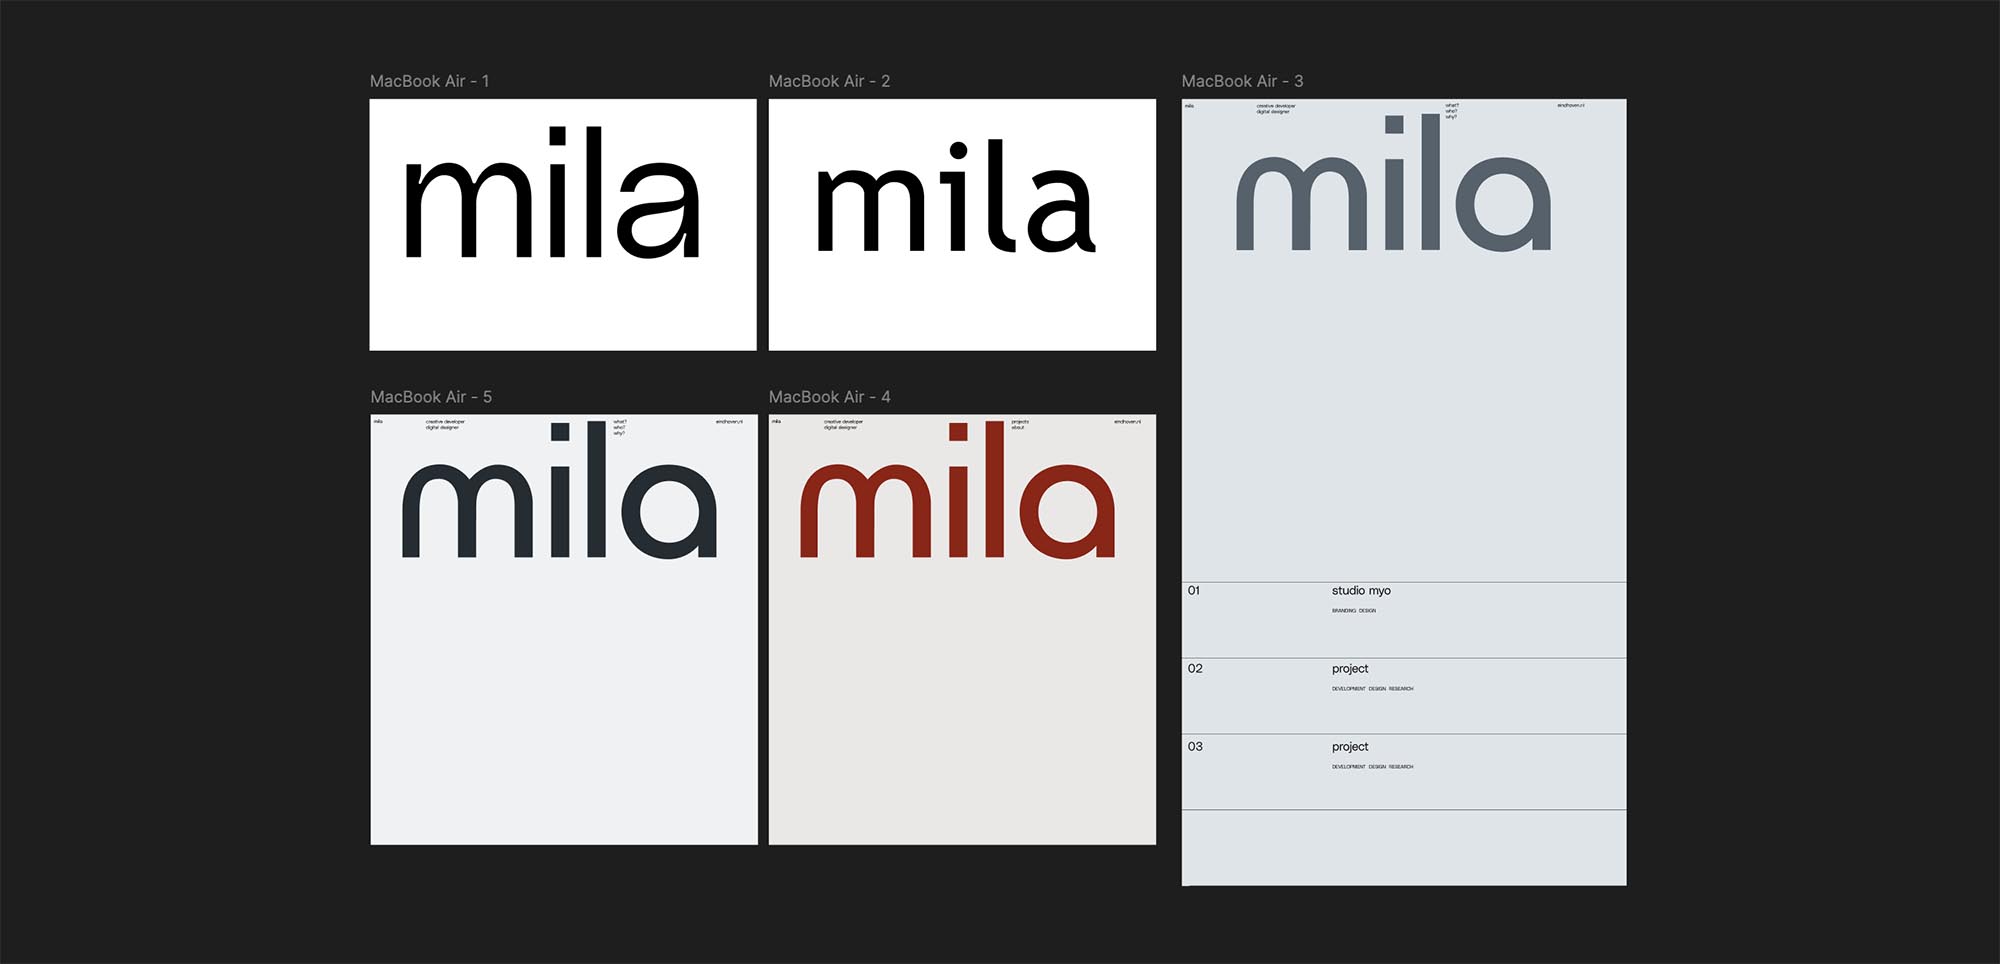 MacBook Air - 1
mila
MacBook Air - 2
mila
MacBook Air - 3
mila
creative developer
digital designer
what?
who?
why?
eindhoven.nl
mila
01
studio myo
BRANDING DESIGN
02
project
DEVELOPMENT DESIGN RESEARCH
03
project
DEVELOPMENT DESIGN RESEARCH
MacBook Air - 5
mila
creative developer
digital designer
what?
who?
why?
eindhoven.nl
mila
MacBook Air - 4
mila
creative developer
digital designer
projects
about
eindhoven.nl
mila